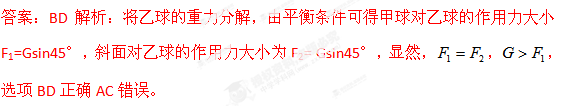 答案：BD 解析：将乙球的重力分解，由平衡条件可得甲球对乙球的作用力大小
F₁=Gsin45°，斜面对乙球的作用力大小为 F₂= Gsin45°，显然，F₁ = F₂，G > F₁，
选项 BD 正确 AC 错误。